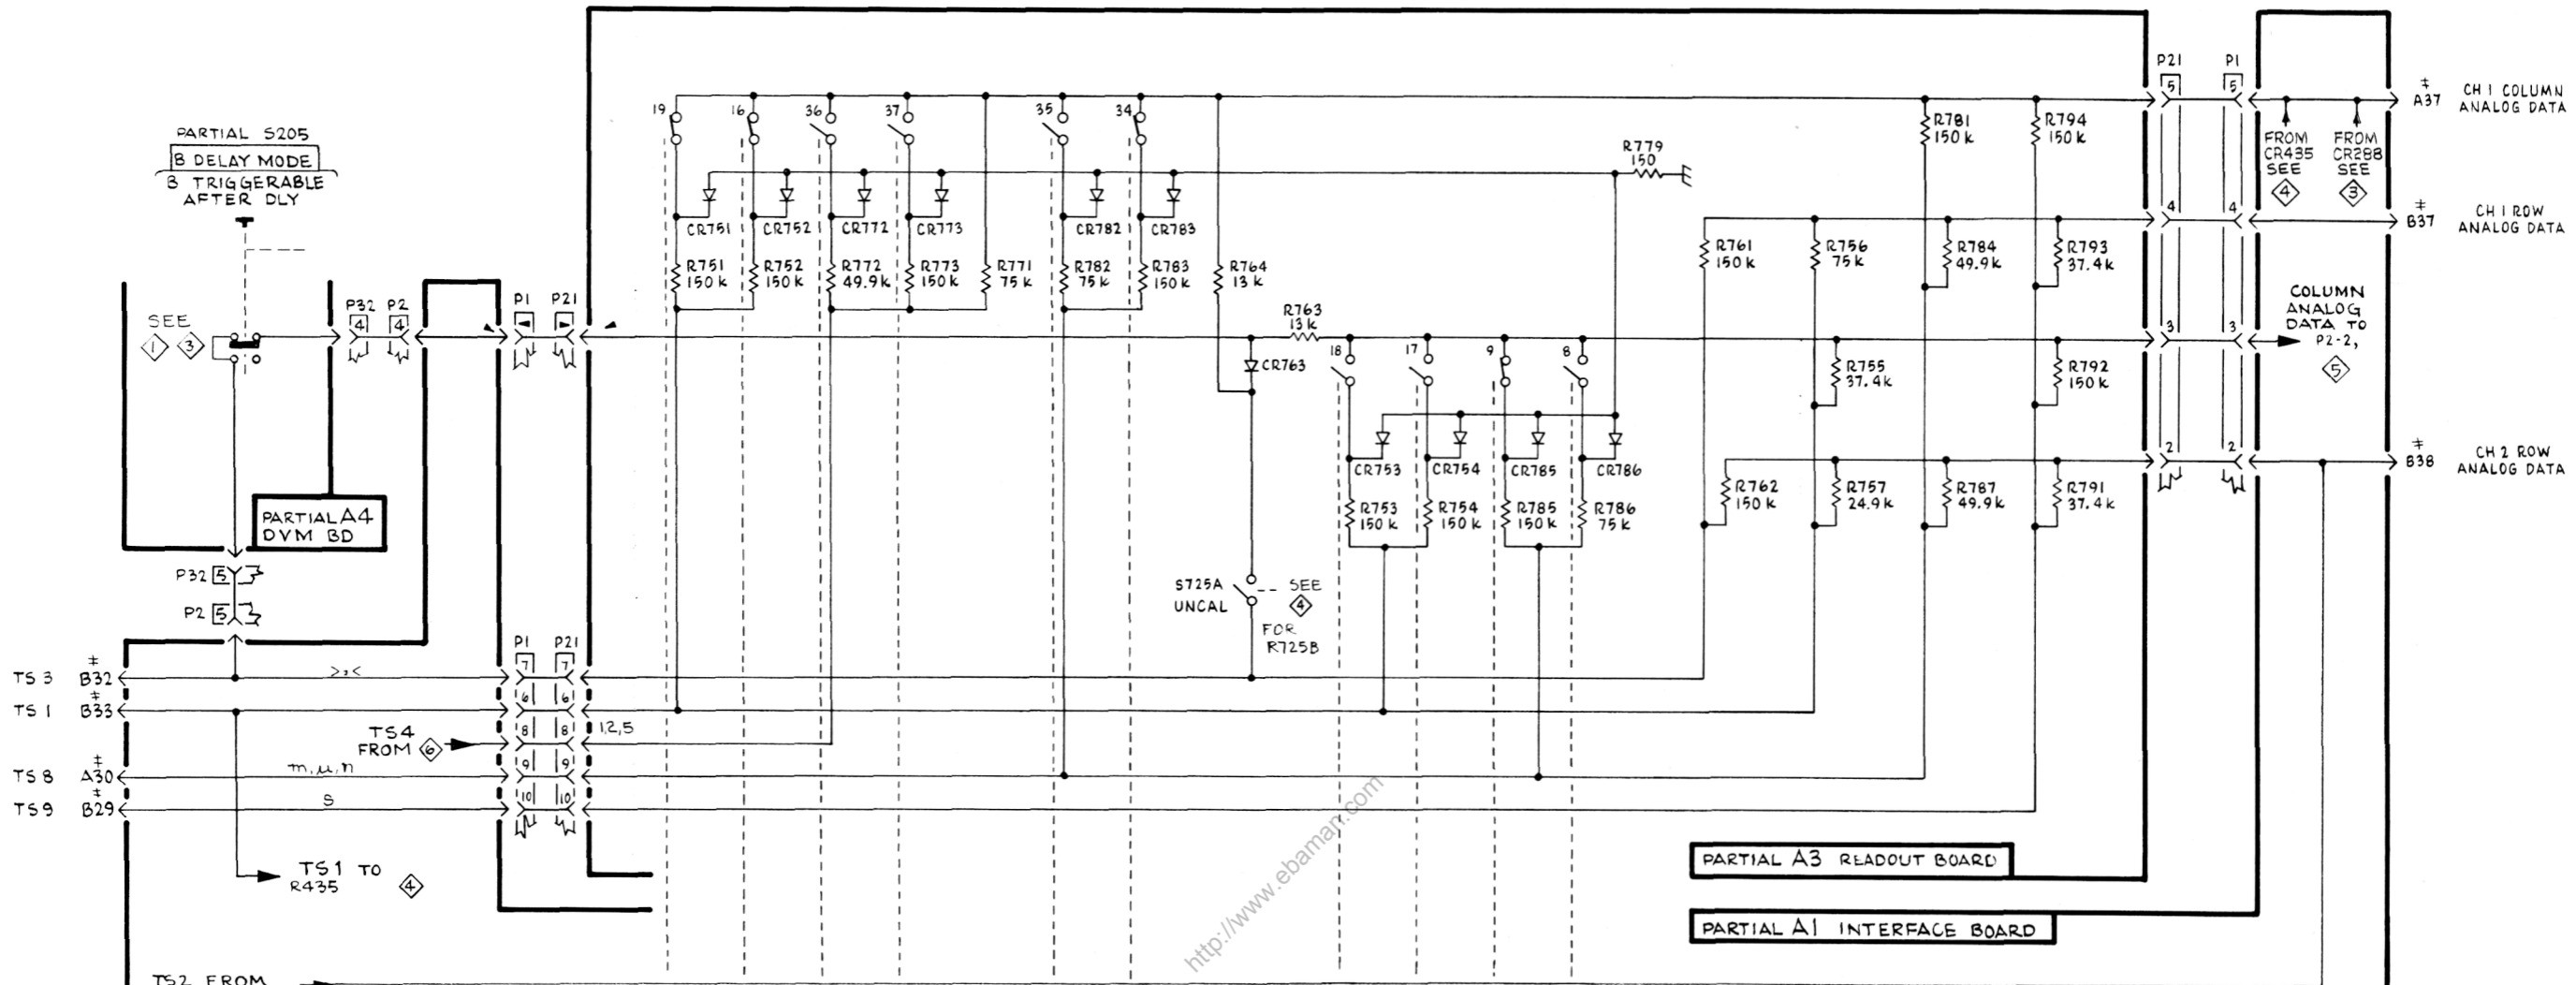 PARTIAL S205
B DELAY MODE
B TRIGGERABLE
AFTER DLY
SEE
1 3
P32 P2
4 4
P1 P21
PARTIAL A4
DVM BD
P32 5
P2 5
19 16 36 37 35 34
CR751 CR752 CR772 CR773 CR782 CR783
R751
150K
R752
150K
R772
49.9K
R773
150K
R771
75K
R782
75K
R783
150K
R764
13K
R779
150
R763
13K
CR763
18 17 9 8
CR753 CR754 CR785 CR786
R753
150K
R754
150K
R785
150K
R786
75K
S725A
UNCAL
SEE
4
FOR
R725B
R781
150K
R794
150K
R761
150K
R756
75K
R784
49.9K
R793
37.4K
R755
37.4K
R792
150K
R762
150K
R757
24.9K
R787
49.9K
R791
37.4K
P21 P1
5 5
4 4
3 3
2 2
FROM
CR435
SEE
4
FROM
CR288
SEE
3
‡
A37
CH 1 COLUMN
ANALOG DATA
‡
B37
CH 1 ROW
ANALOG DATA
COLUMN
ANALOG
DATA TO
P2-2,
5
‡
B38
CH 2 ROW
ANALOG DATA
P1 P21
7 7
6 6
8 8
9 9
10 10
TS 3 ‡ B32 >,<
TS 1 ‡ B33
TS4
FROM 6
1,2,5
TS 8 ‡ A30 m,μ,n
TS 9 ‡ B29 S
TS1 TO
R435 4
PARTIAL A3 READOUT BOARD
PARTIAL A1 INTERFACE BOARD
TS2 FROM
http://www.ebaman.com